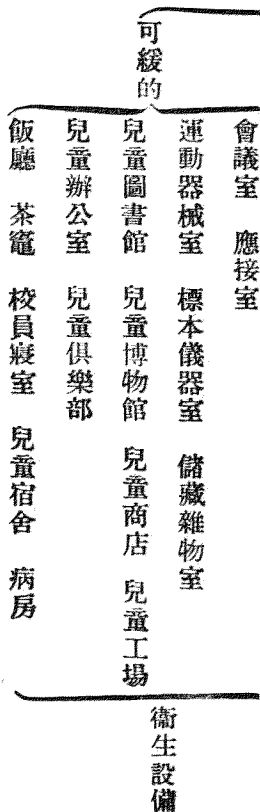 可緩的
會議室　應接室
運動器械室　標本儀器室　儲藏雜物室
兒童圖書館　兒童博物館　兒童商店　兒童工場
兒童辦公室　兒童俱樂部
飯廳　茶竈　校員寢室　兒童宿舍　病房
衞生設備